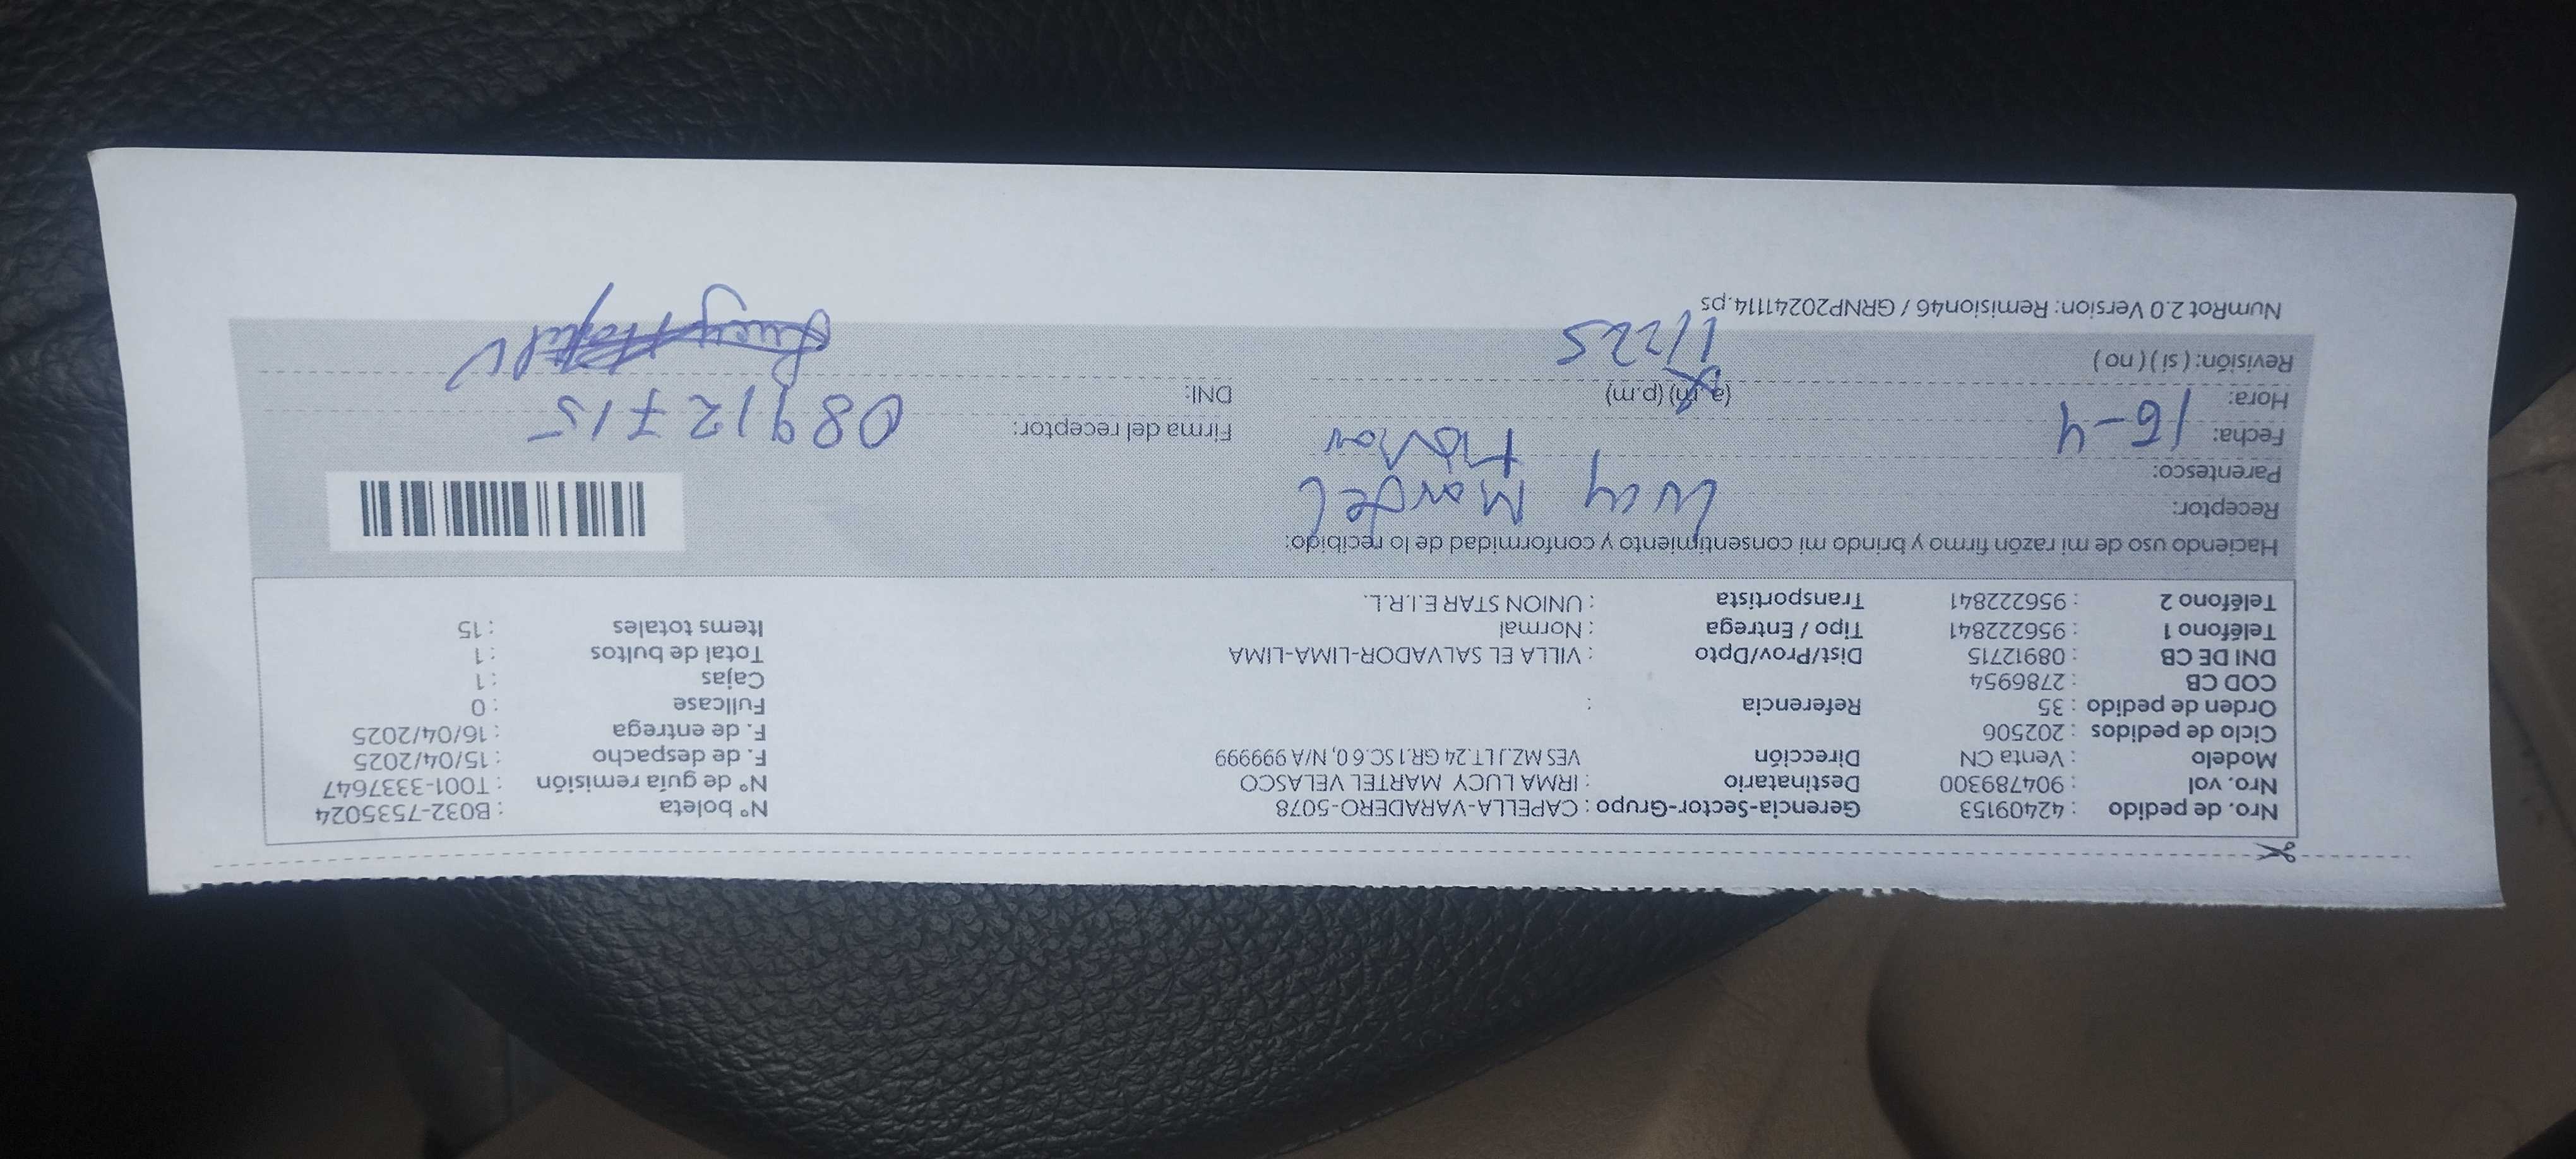 Nro. de pedido : 42409153 Gerencia-Sector-Grupo : CAPELLA-VARADERO-5078 N° boleta : B032-7535024
Nro. vol : 904789300 Destinatario : IRMA LUCY MARTEL VELASCO N° de guía remisión : T001-3337647
Modelo : Venta CN Dirección VES MZ.J LT.24 GR.1 SC.6 0, N/A 999999 F. de despacho : 15/04/2025
Ciclo de pedidos : 202506 F. de entrega : 16/04/2025
Orden de pedido : 35 Referencia : Fullcase : 0
COD CB : 2786954 Cajas : 1
DNI DE CB : 08912715 Dist/Prov/Dpto : VILLA EL SALVADOR-LIMA-LIMA Total de bultos : 1
Teléfono 1 : 956222841 Tipo / Entrega : Normal Items totales : 15
Teléfono 2 : 956222841 Transportista : UNION STAR E.I.R.L.
Haciendo uso de mi razón firmo y brindo mi consentimiento y conformidad de lo recibido:
Receptor: Lucy Martel
Parentesco:
Fecha: 16-4 Firma del receptor: 08912715
Hora: (a.m) (p.m) DNI:
Revisión: ( si ) ( no )
NumRot 2.0 Version: Remision46 / GRNP20241114.ps